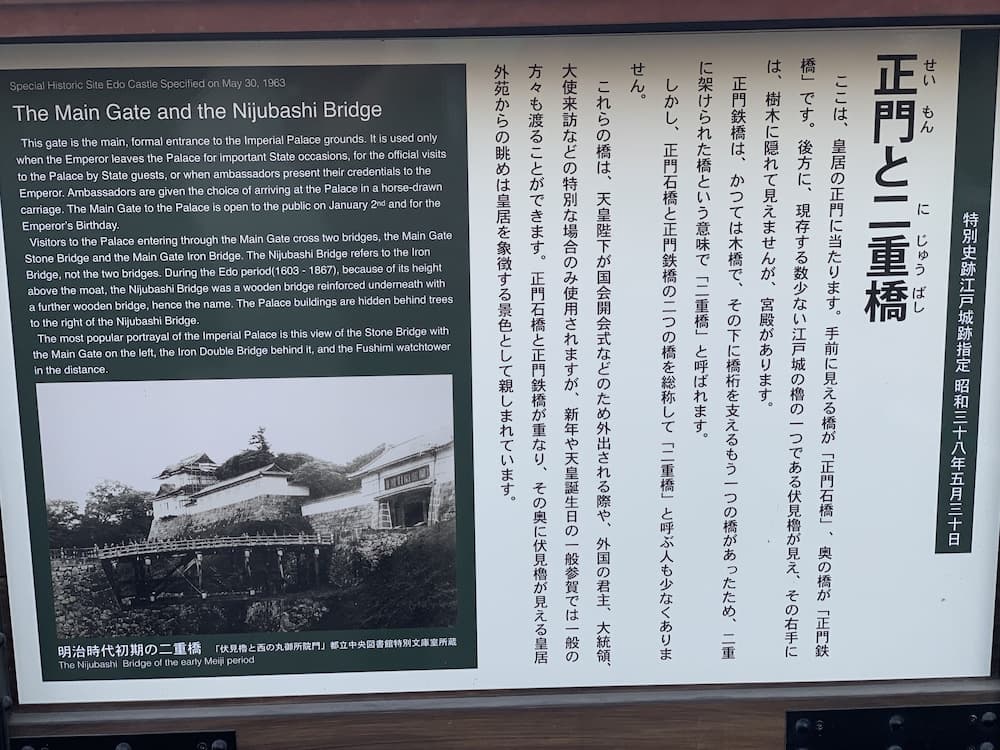 Special Historic Site Edo Castle Specified on May 30, 1963
The Main Gate and the Nijubashi Bridge
This gate is the main, formal entrance to the Imperial Palace grounds. It is used only
when the Emperor leaves the Palace for important State occasions, for the official visits
to the Palace by State guests, or when ambassadors present their credentials to the
Emperor. Ambassadors are given the choice of arriving at the Palace in a horse-drawn
carriage. The Main Gate to the Palace is open to the public on January 2nd and for the
Emperor's Birthday.
Visitors to the Palace entering through the Main Gate cross two bridges, the Main Gate
Stone Bridge and the Main Gate Iron Bridge. The Nijubashi Bridge refers to the Iron
Bridge, not the two bridges. During the Edo period(1603 - 1867), because of its height
above the moat, the Nijubashi Bridge was a wooden bridge reinforced underneath with
a further wooden bridge, hence the name. The Palace buildings are hidden behind trees
to the right of the Nijubashi Bridge.
The most popular portrayal of the Imperial Palace is this view of the Stone Bridge with
the Main Gate on the left, the Iron Double Bridge behind it, and the Fushimi watchtower
in the distance.
明治時代初期の二重橋 「伏見櫓と西の丸御所院門」都立中央図書館特別文庫室所蔵
The Nijubashi Bridge of the early Meiji period
特別史跡江戸城跡指定 昭和三十八年五月三十日
せい もん に じゅう ばし
正門と二重橋
ここは、皇居の正門に当たります。手前に見える橋が「正門石橋」、奥の橋が「正門鉄
橋」です。後方に、現存する数少ない江戸城の櫓の一つである伏見櫓が見え、その右手に
は、樹木に隠れて見えませんが、宮殿があります。
正門鉄橋は、かつては木橋で、その下に橋桁を支えるもう一つの橋があったため、二重
に架けられた橋という意味で「二重橋」と呼ばれます。
しかし、正門石橋と正門鉄橋の二つの橋を総称して「二重橋」と呼ぶ人も少なくありま
せん。
これらの橋は、天皇陛下が国会開会式などのため外出される際や、外国の君主、大統領、
大使来訪などの特別な場合のみ使用されますが、新年や天皇誕生日の一般参賀では一般の
方々も渡ることができます。正門石橋と正門鉄橋が重なり、その奥に伏見櫓が見える皇居
外苑からの眺めは皇居を象徴する景色として親しまれています。